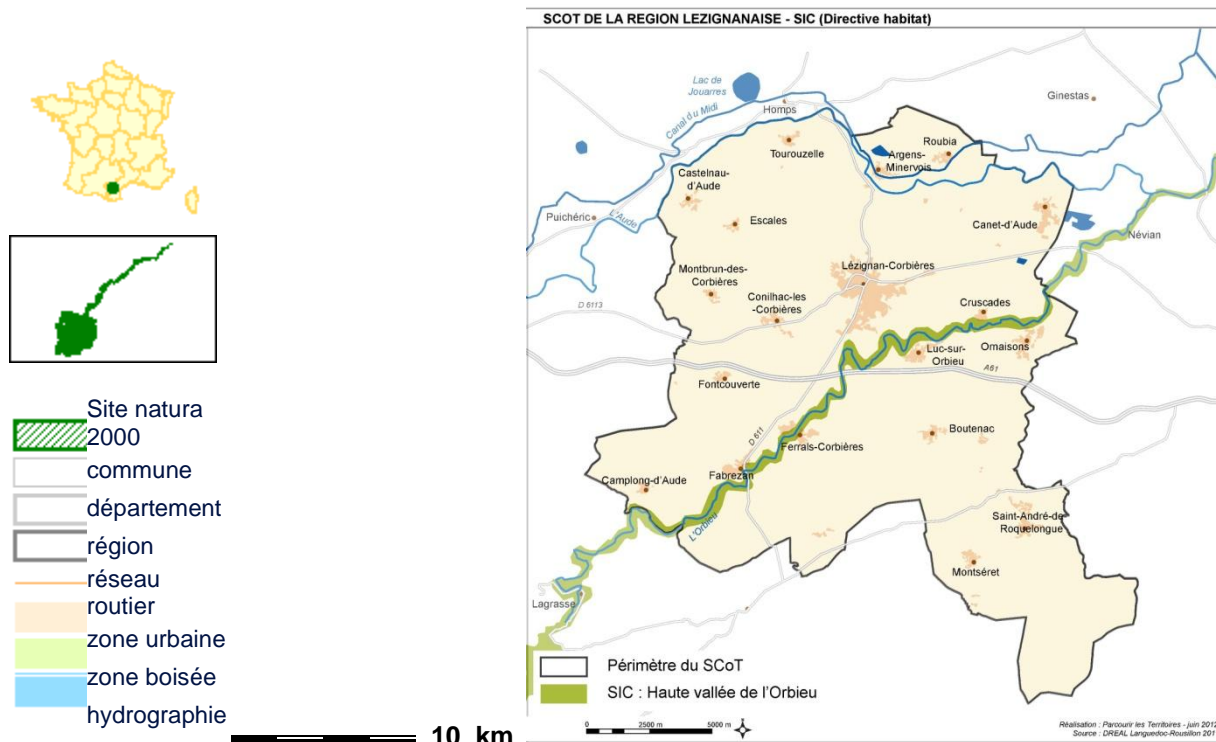 SCOT DE LA REGION LEZIGNANAISE - SIC (Directive habitat)
Lac de
Jouarres
Homps
Ginestas
Canal du Midi
Tourouzelle
Roubia
Argens-
Minervois
Castelnau-
d'Aude
Puichéric
L'Aude
Escales
Canet-d'Aude
Névian
Lézignan-Corbières
Montbrun-des-
Corbières
D 6113
Conilhac-les
-Corbières
Cruscades
Luc-sur-
Orbieu
Ornaisons
A61
Fontcouverte
D 611
Ferrals-Corbières
Boutenac
Fabrezan
Camplong-d'Aude
L'Orbieu
Saint-André-de-
Roquelongue
Montséret
Lagrasse
Périmètre du SCoT
SIC : Haute vallée de l'Orbieu
0 2500 m 5000 m
Réalisation : Parcourir les Territoires - juin 2012
Source : DREAL Languedoc-Rousillon 201
Site natura
2000
commune
département
région
réseau
routier
zone urbaine
zone boisée
hydrographie
10 km